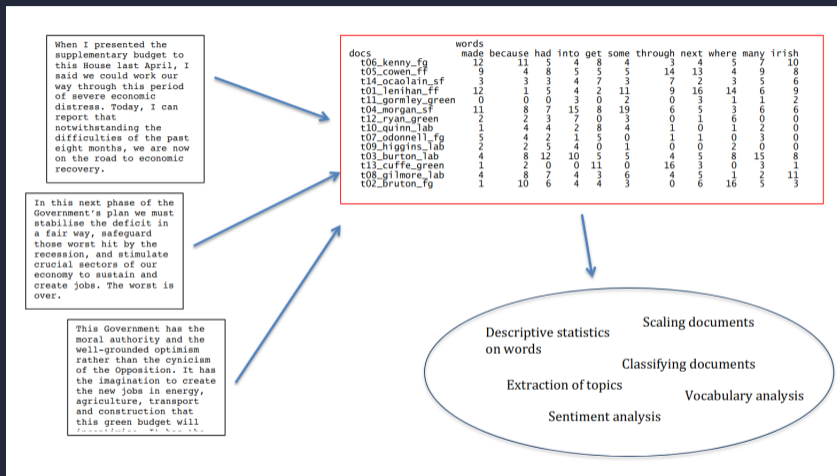 When I presented the
supplementary budget to
this House last April, I
said we could work our
way through this period
of severe economic
distress. Today, I can
report that
notwithstanding the
difficulties of the past
eight months, we are now
on the road to economic
recovery.
In this next phase of the
Government's plan we must
stabilise the deficit in
a fair way, safeguard
those worst hit by the
recession, and stimulate
crucial sectors of our
economy to sustain and
create jobs. The worst is
over.
This Government has the
moral authority and the
well-grounded optimism
rather than the cynicism
of the Opposition. It has
the imagination to create
the new jobs in energy,
agriculture, transport
and construction that
this green budget will
words
docs made because had into get some through next where many irish
t06_kenny_fg 12 11 5 4 8 4 3 4 5 7 10
t05_cowen_ff 9 4 8 5 5 5 14 13 4 9 8
t14_ocaolain_sf 3 3 3 4 7 3 7 2 3 5 6
t01_lenihan_ff 12 1 5 4 2 11 9 16 14 6 9
t11_gormley_green 0 0 0 3 0 2 0 3 1 1 2
t04_morgan_sf 11 8 7 15 8 19 6 5 3 6 6
t12_ryan_green 2 2 3 7 0 3 0 1 6 0 0
t10_quinn_lab 1 4 4 2 8 4 1 0 1 2 0
t07_odonnell_fg 5 4 2 1 5 0 1 1 0 3 0
t09_higgins_lab 2 2 5 4 0 1 0 0 2 0 0
t03_burton_lab 4 8 12 10 5 5 4 5 8 15 8
t13_cuffe_green 1 2 0 0 11 0 16 3 0 3 1
t08_gilmore_lab 4 8 7 4 3 6 4 5 1 2 11
t02_bruton_fg 1 10 6 4 4 3 0 6 16 5 3
Descriptive statistics
on words
Scaling documents
Classifying documents
Extraction of topics
Vocabulary analysis
Sentiment analysis